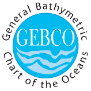 General Bathymetric
GEBCO
Chart of the Oceans